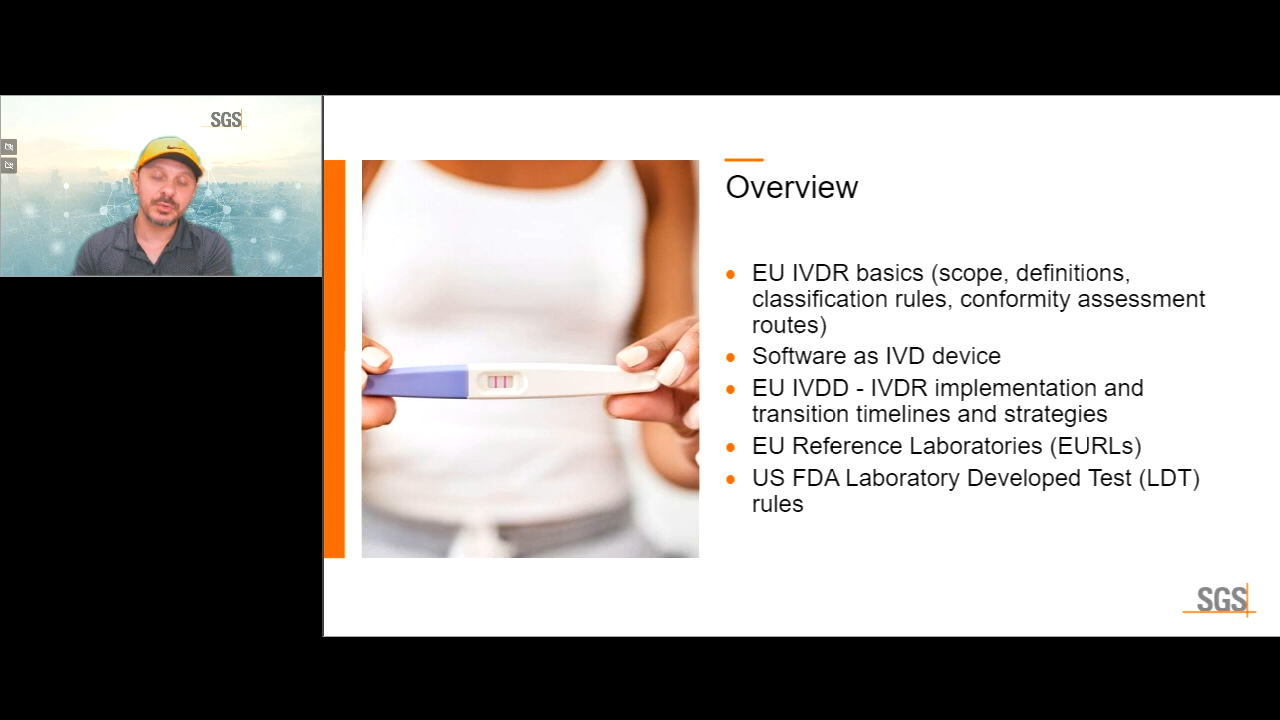 SGS
Overview
EU IVDR basics (scope, definitions,
classification rules, conformity assessment
routes)
Software as IVD device
EU IVDD - IVDR implementation and
transition timelines and strategies
EU Reference Laboratories (EURLs)
US FDA Laboratory Developed Test (LDT)
rules
SGS